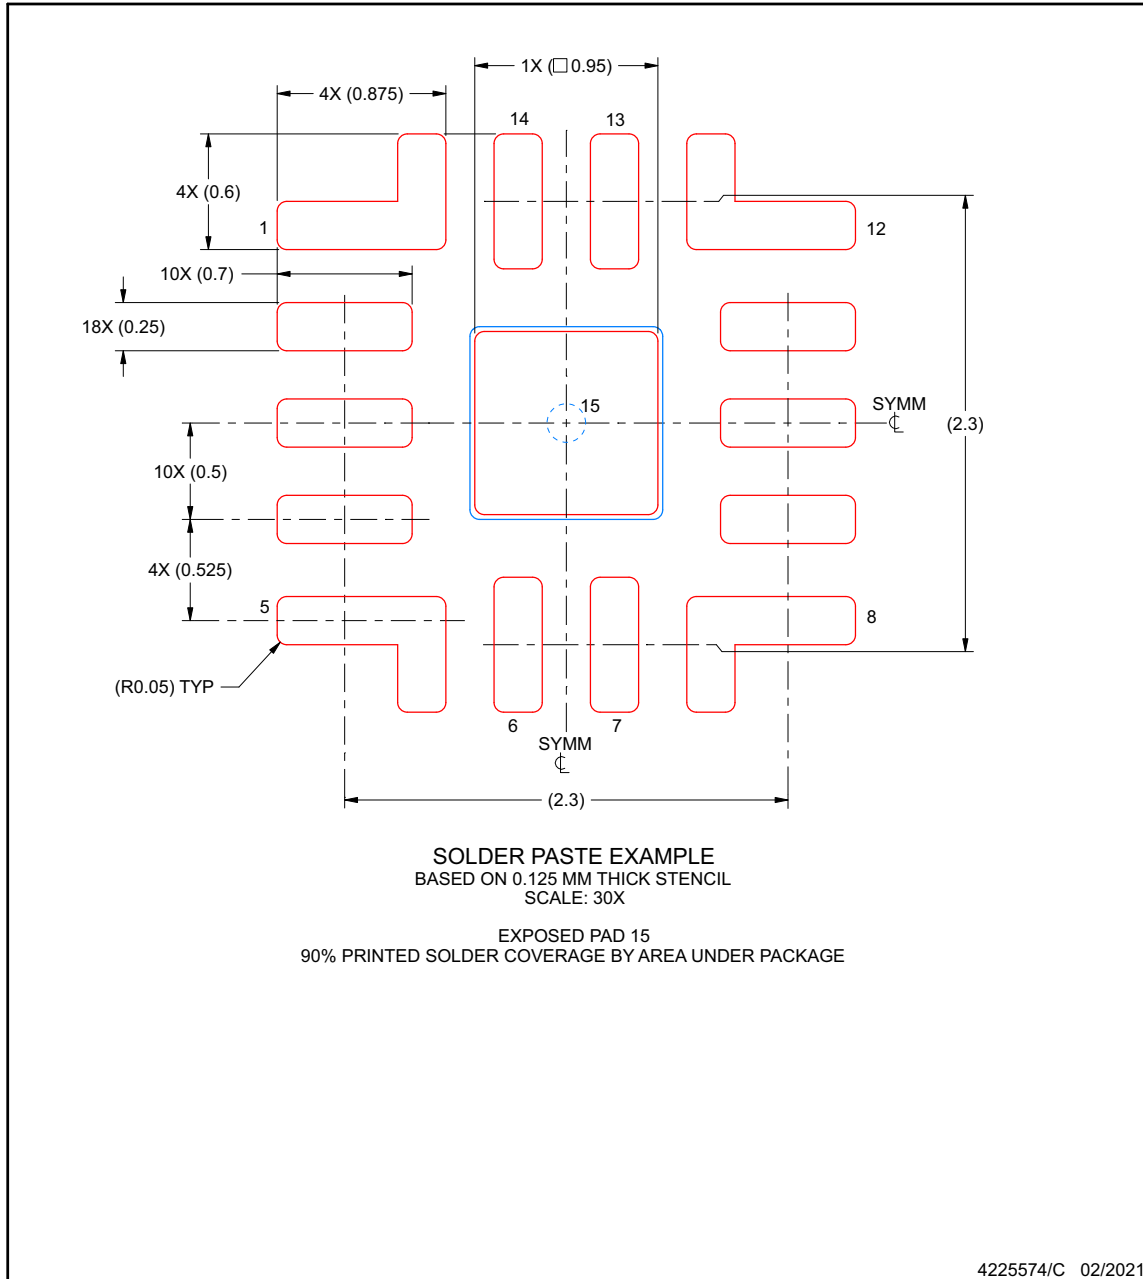 1X (□ 0.95)
4X (0.875)
14
13
4X (0.6)
1
12
10X (0.7)
18X (0.25)
15
SYMM
℄
(2.3)
10X (0.5)
4X (0.525)
5
8
(R0.05) TYP
6
7
SYMM
℄
(2.3)
SOLDER PASTE EXAMPLE
BASED ON 0.125 MM THICK STENCIL
SCALE: 30X
EXPOSED PAD 15
90% PRINTED SOLDER COVERAGE BY AREA UNDER PACKAGE
4225574/C 02/2021